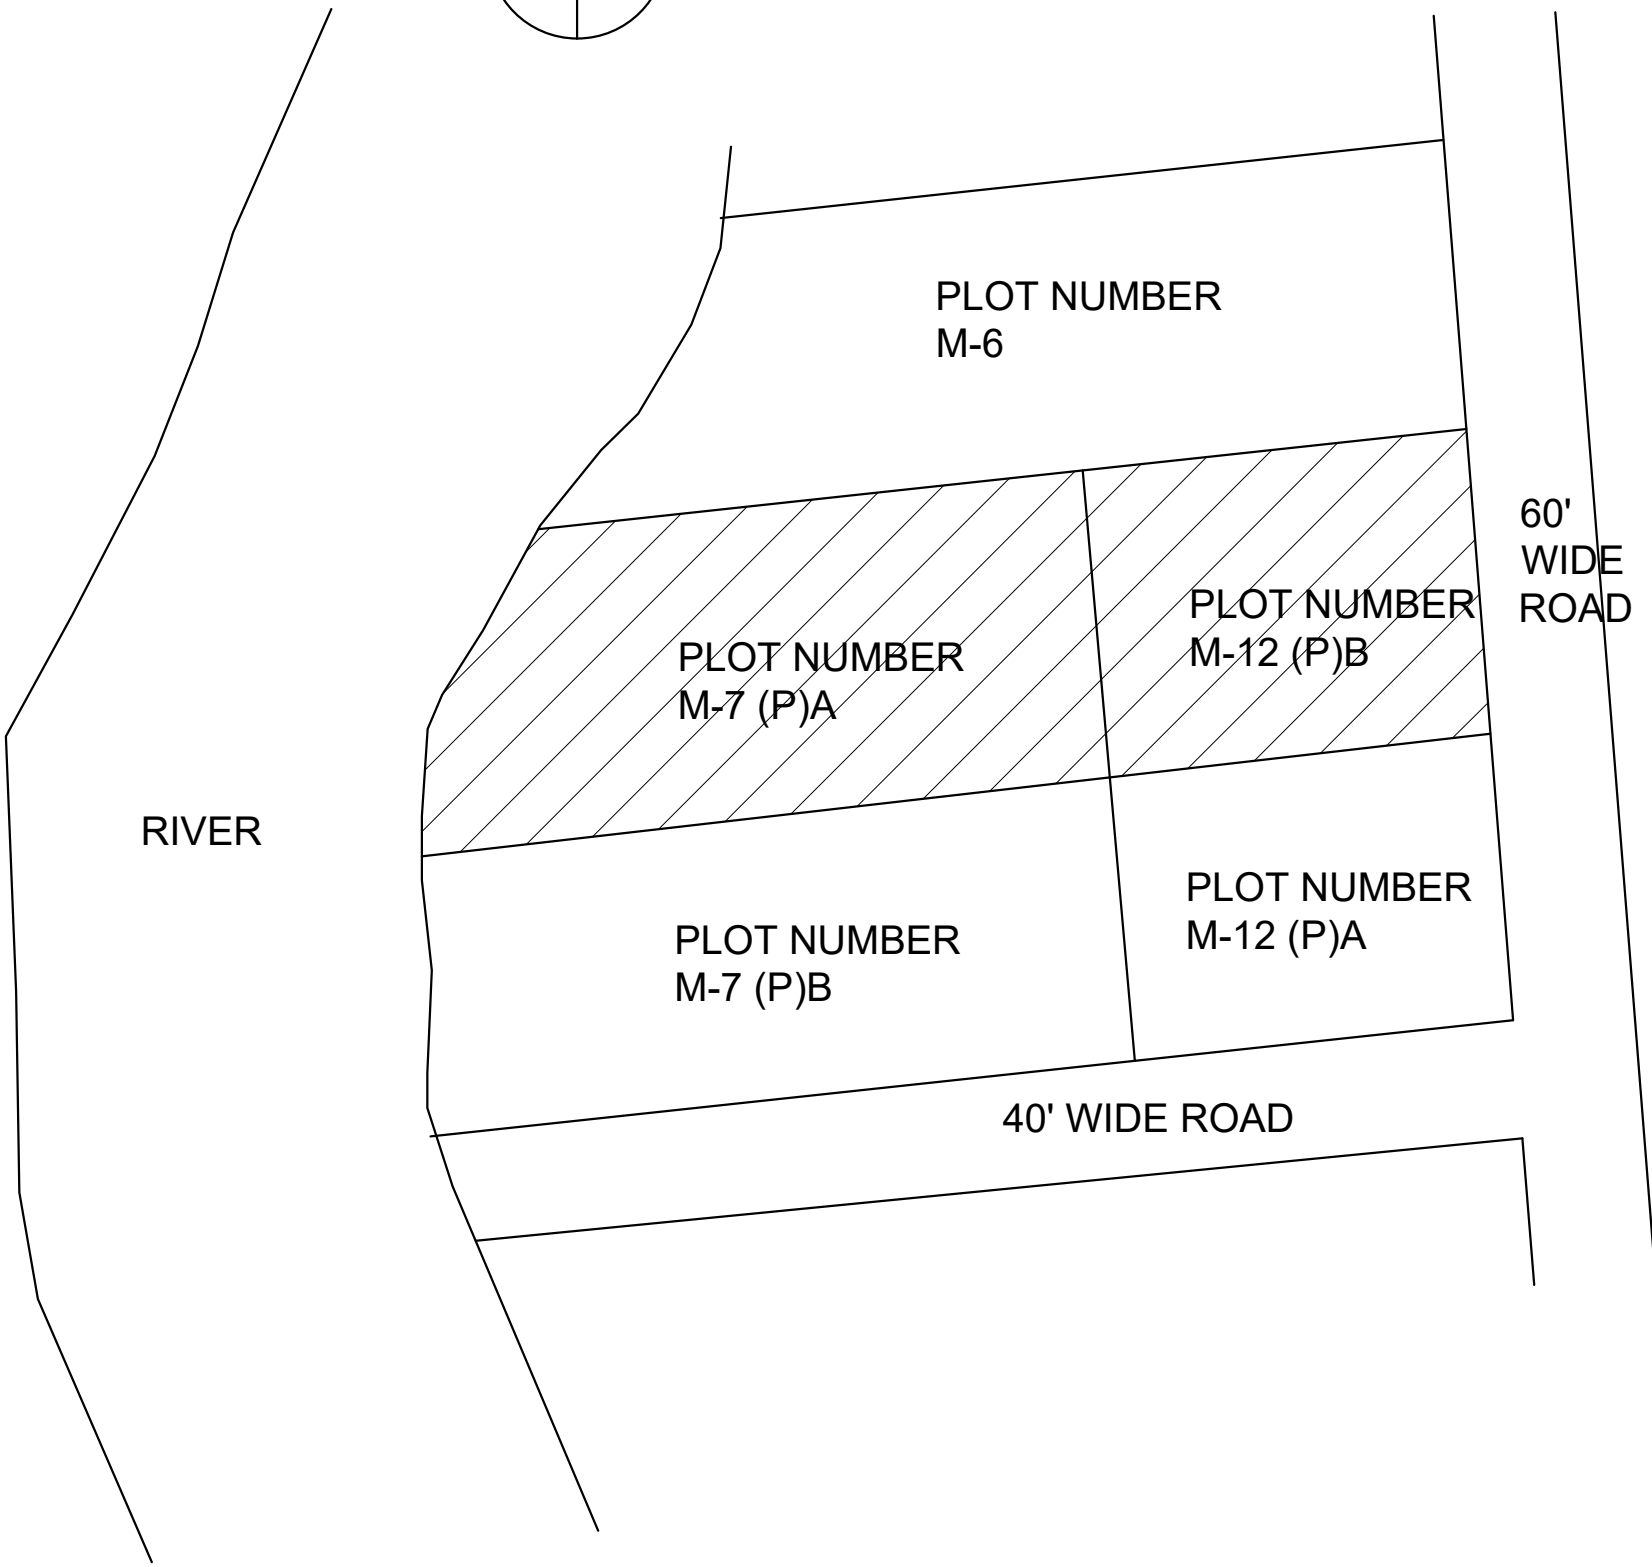 PLOT NUMBER
M-6
60'
WIDE
ROAD
PLOT NUMBER
M-12 (P)B
PLOT NUMBER
M-7 (P)A
RIVER
PLOT NUMBER
M-12 (P)A
PLOT NUMBER
M-7 (P)B
40' WIDE ROAD